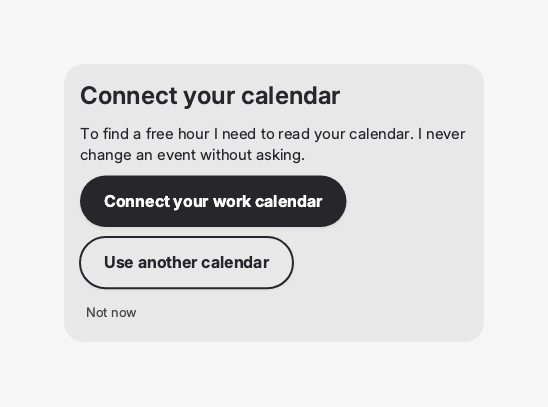 Connect your calendar
To find a free hour I need to read your calendar. I never
change an event without asking.
Connect your work calendar
Use another calendar
Not now